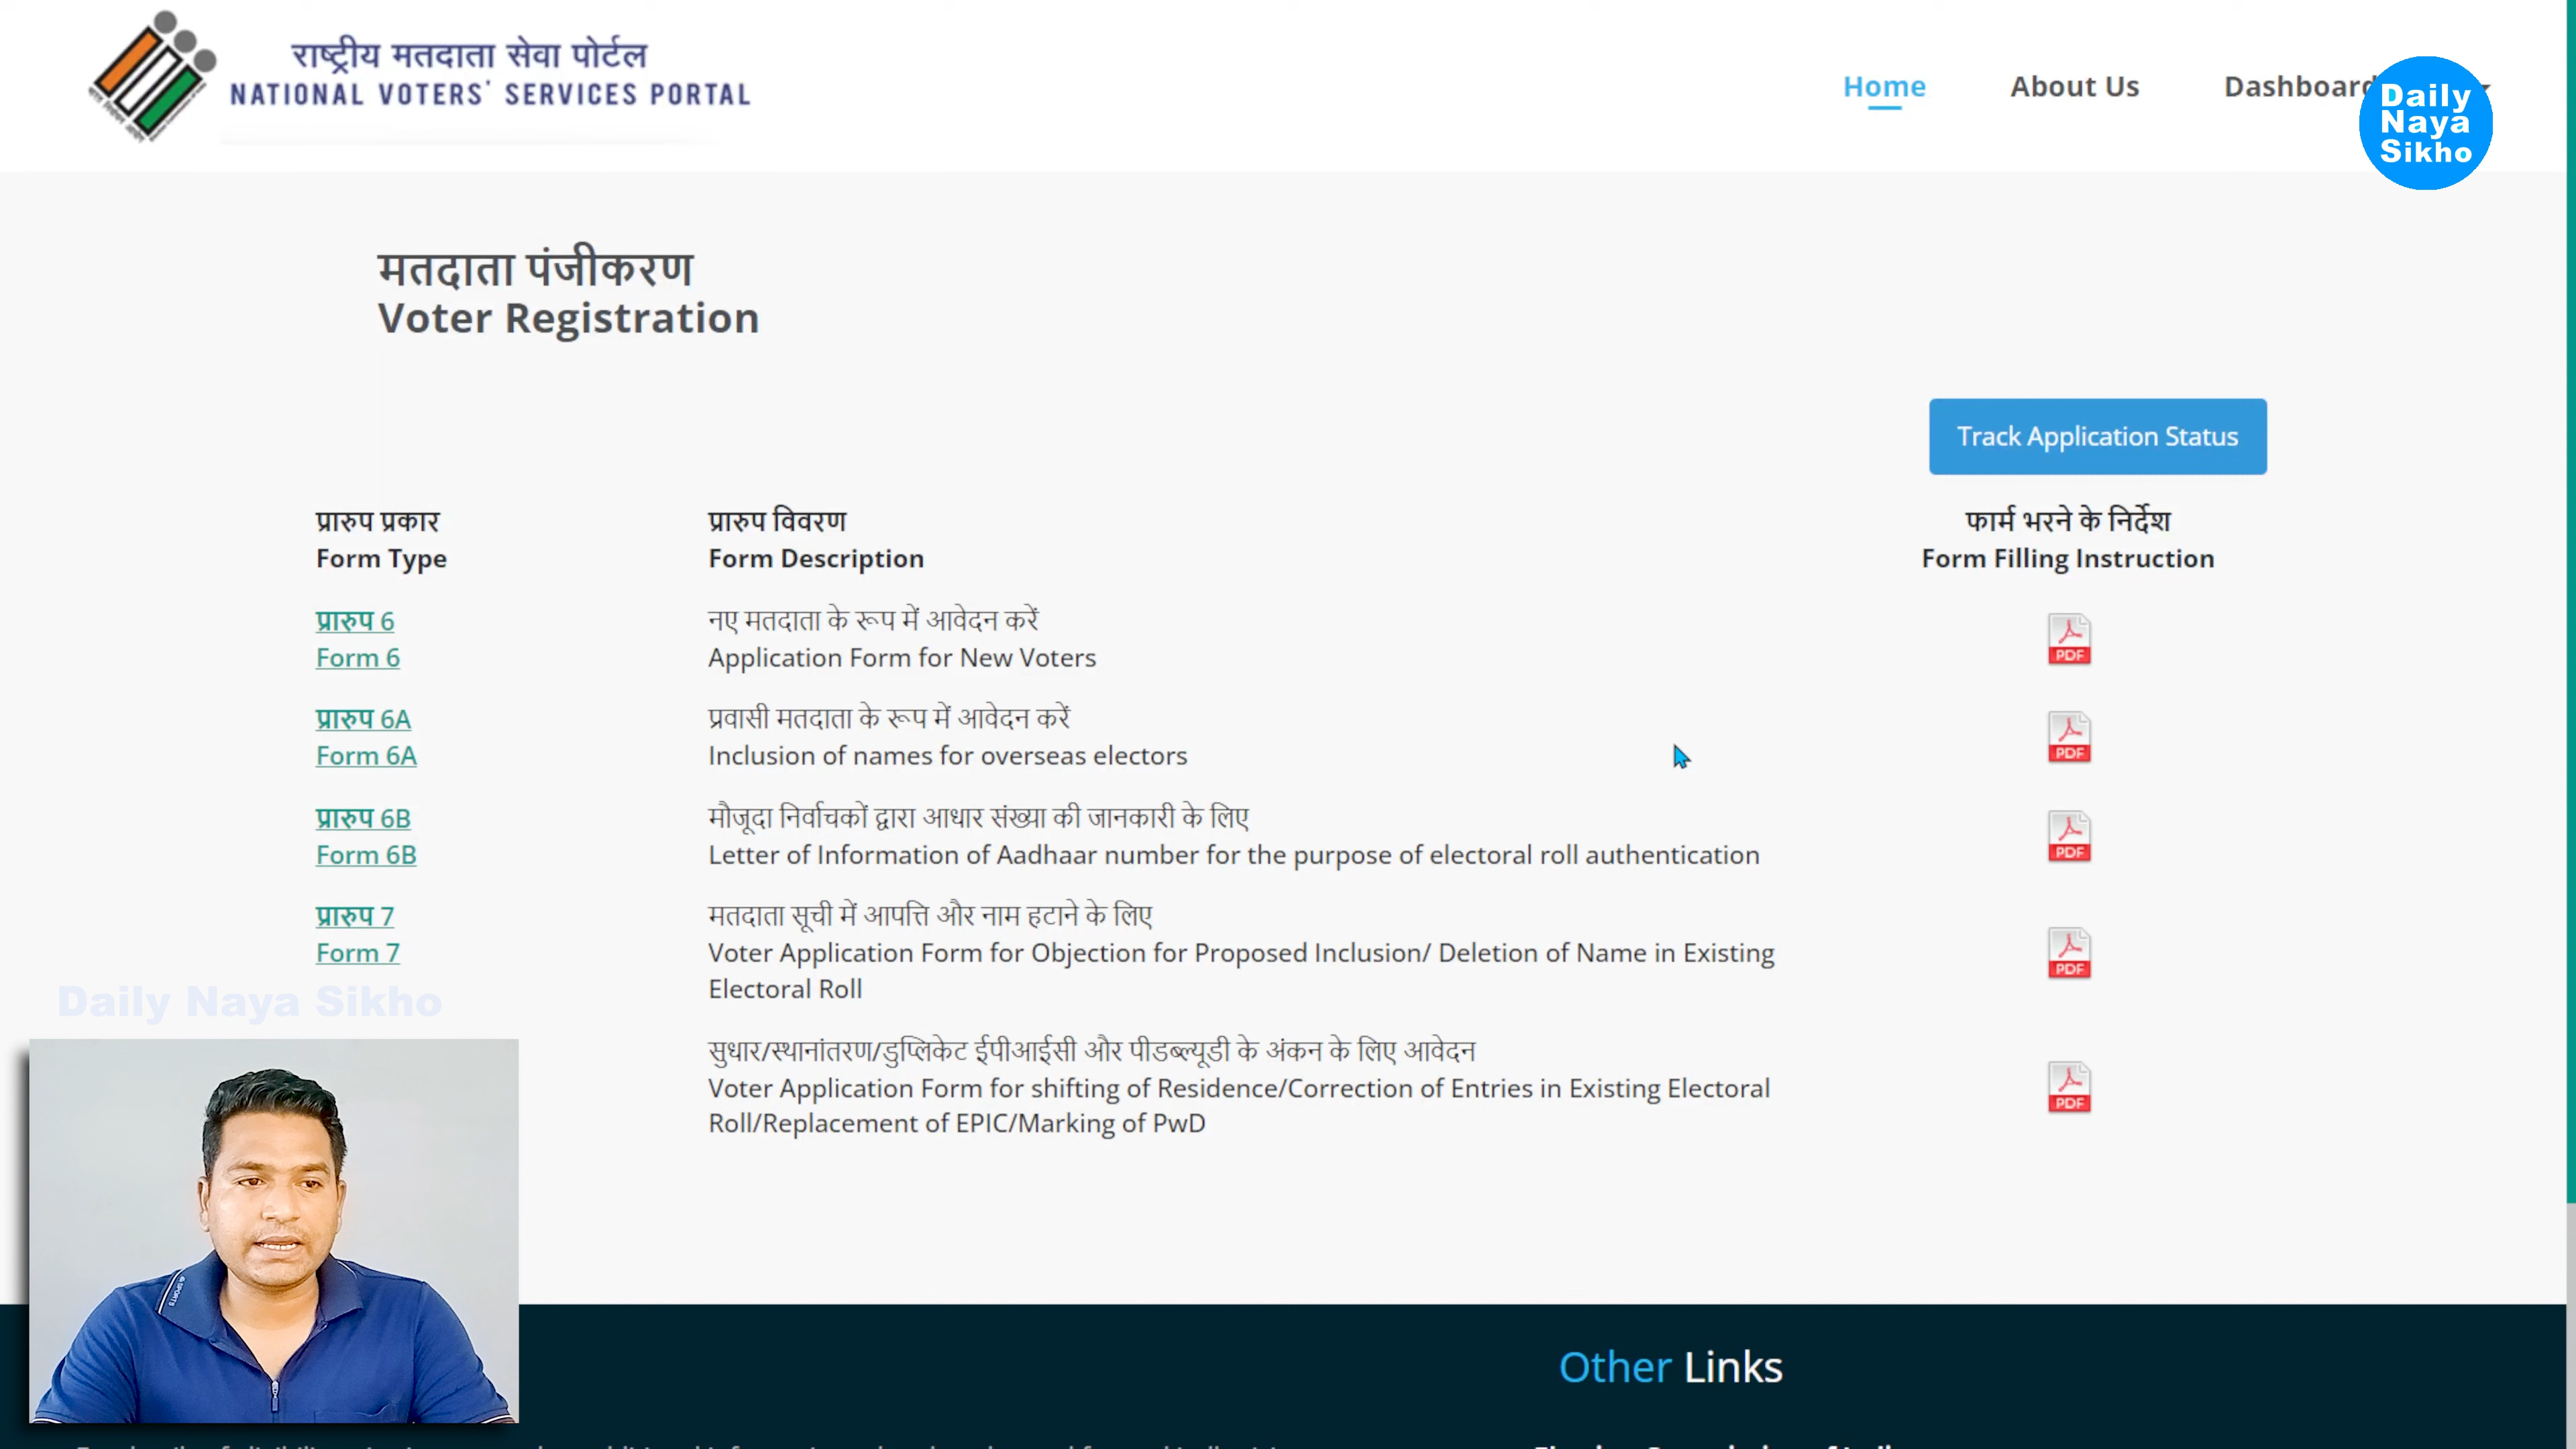 राष्ट्रीय मतदाता सेवा पोर्टल
NATIONAL VOTERS' SERVICES PORTAL
Home
About Us
Dashboard
Daily
Naya
Sikho
मतदाता पंजीकरण
Voter Registration
Track Application Status
प्रारुप प्रकार
Form Type
प्रारुप विवरण
Form Description
फार्म भरने के निर्देश
Form Filling Instruction
प्रारुप 6
Form 6
नए मतदाता के रूप में आवेदन करें
Application Form for New Voters
PDF
प्रारुप 6A
Form 6A
प्रवासी मतदाता के रूप में आवेदन करें
Inclusion of names for overseas electors
PDF
प्रारुप 6B
Form 6B
मौजूदा निर्वाचकों द्वारा आधार संख्या की जानकारी के लिए
Letter of Information of Aadhaar number for the purpose of electoral roll authentication
PDF
प्रारुप 7
Form 7
मतदाता सूची में आपत्ति और नाम हटाने के लिए
Voter Application Form for Objection for Proposed Inclusion/ Deletion of Name in Existing
Electoral Roll
PDF
Daily Naya Sikho
सुधार/स्थानांतरण/डुप्लिकेट ईपीआईसी और पीडब्ल्यूडी के अंकन के लिए आवेदन
Voter Application Form for shifting of Residence/Correction of Entries in Existing Electoral
Roll/Replacement of EPIC/Marking of PwD
PDF
SPORTS
Other Links